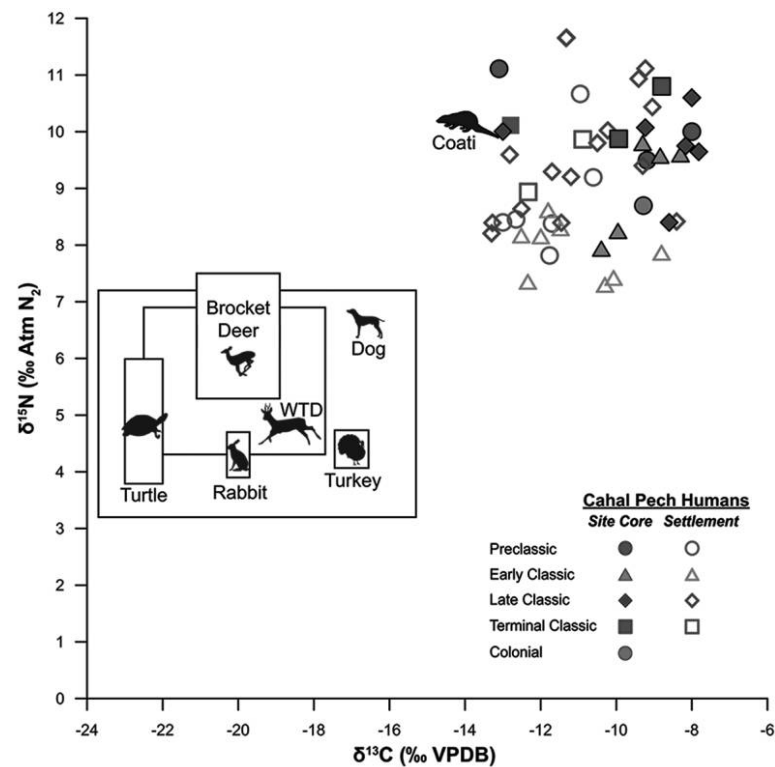 12
11
10
9
8
7
6
5
4
3
2
1
0
δ¹⁵N (‰ Atm N₂)
-24
-22
-20
-18
-16
-14
-12
-10
-8
-6
δ¹³C (‰ VPDB)
Coati
Brocket
Deer
Dog
WTD
Turtle
Rabbit
Turkey
Cahal Pech Humans
Site Core Settlement
Preclassic
Early Classic
Late Classic
Terminal Classic
Colonial